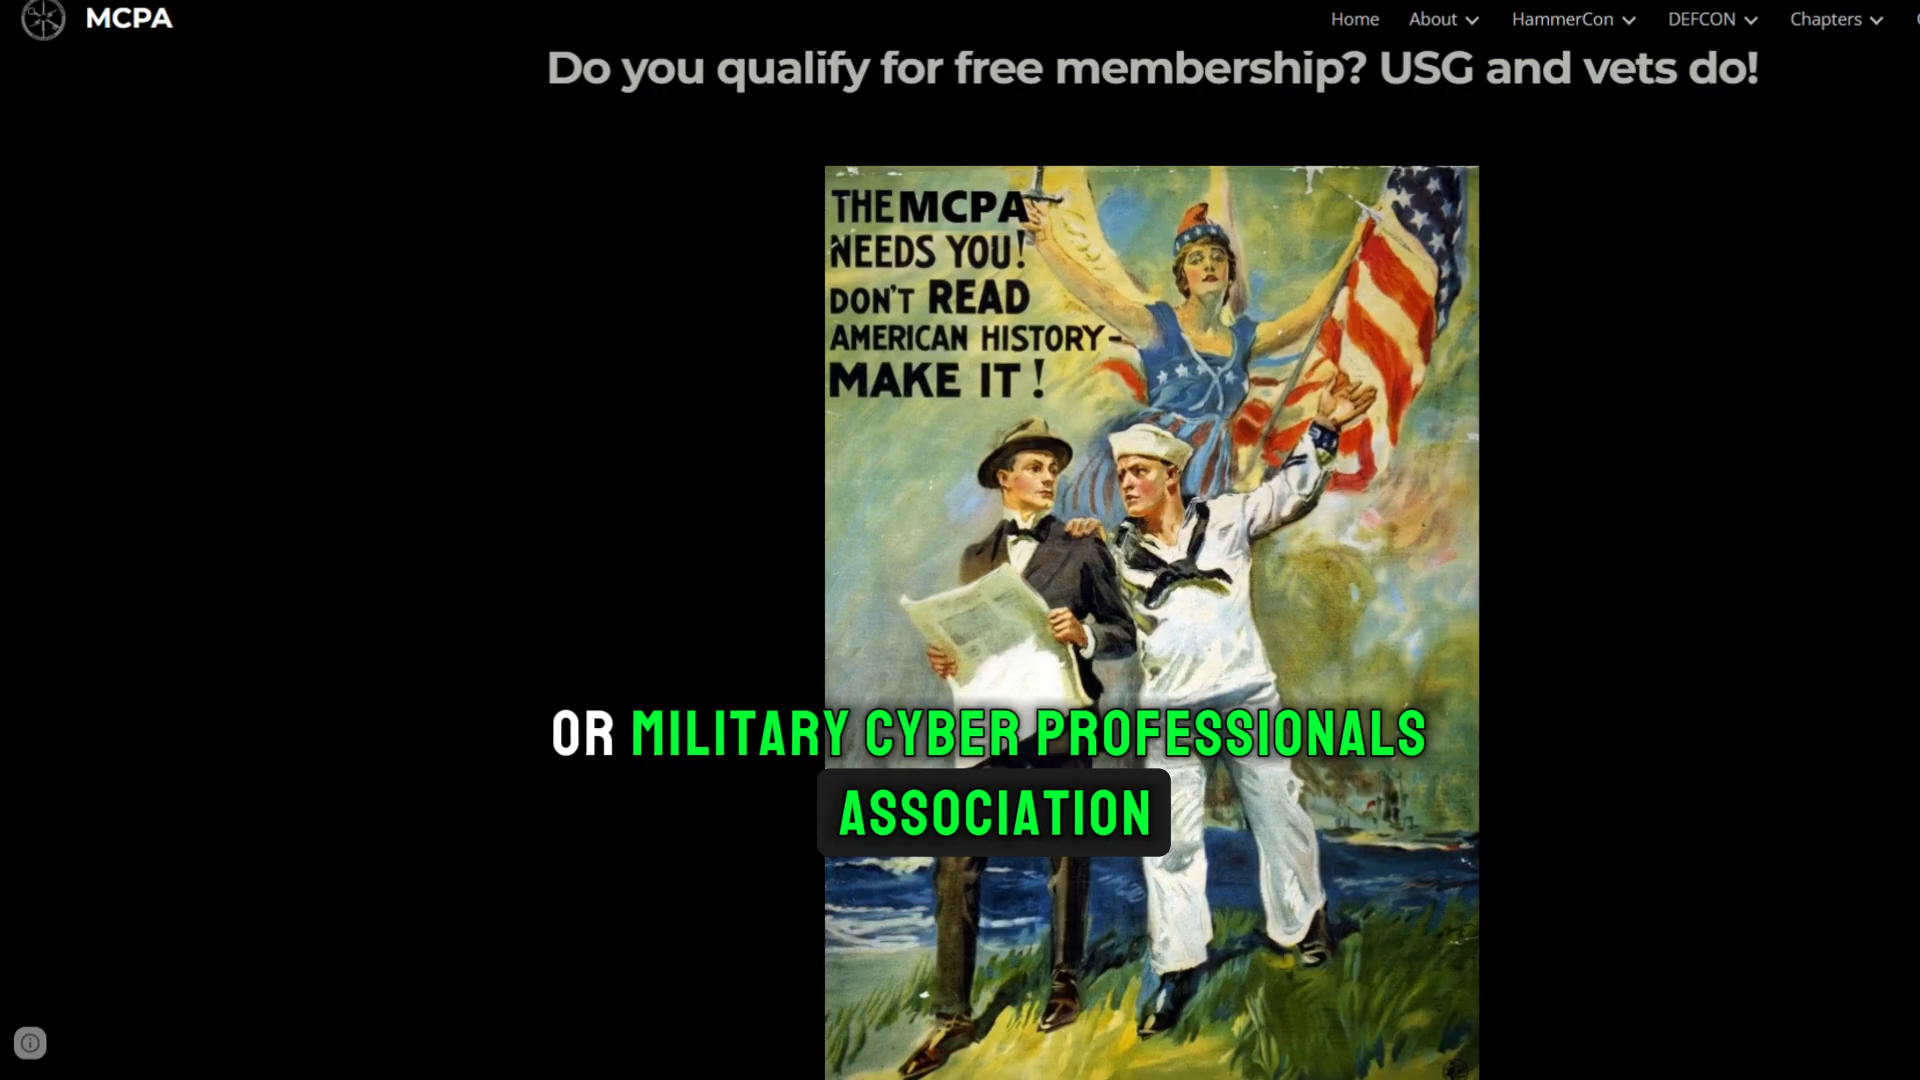 MCPA
Home About HammerCon DEFCON Chapters
Do you qualify for free membership? USG and vets do!
THE MCPA
NEEDS YOU!
DON'T READ
AMERICAN HISTORY-
MAKE IT!
OR MILITARY CYBER PROFESSIONALS
ASSOCIATION